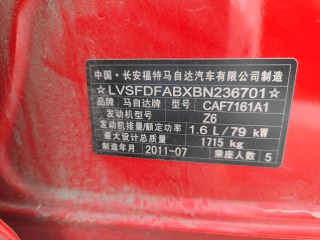 中国·长安福特马自达汽车有限公司制造
☆LVSFDFABXBN236701☆
品牌 马自达牌 型号 CAF7161A1
发动机型号 Z6
发动机排量/额定功率 1.6 L/79 kW
最大设计总质量 1715 kg
制造年月 2011-07 乘座人数 5